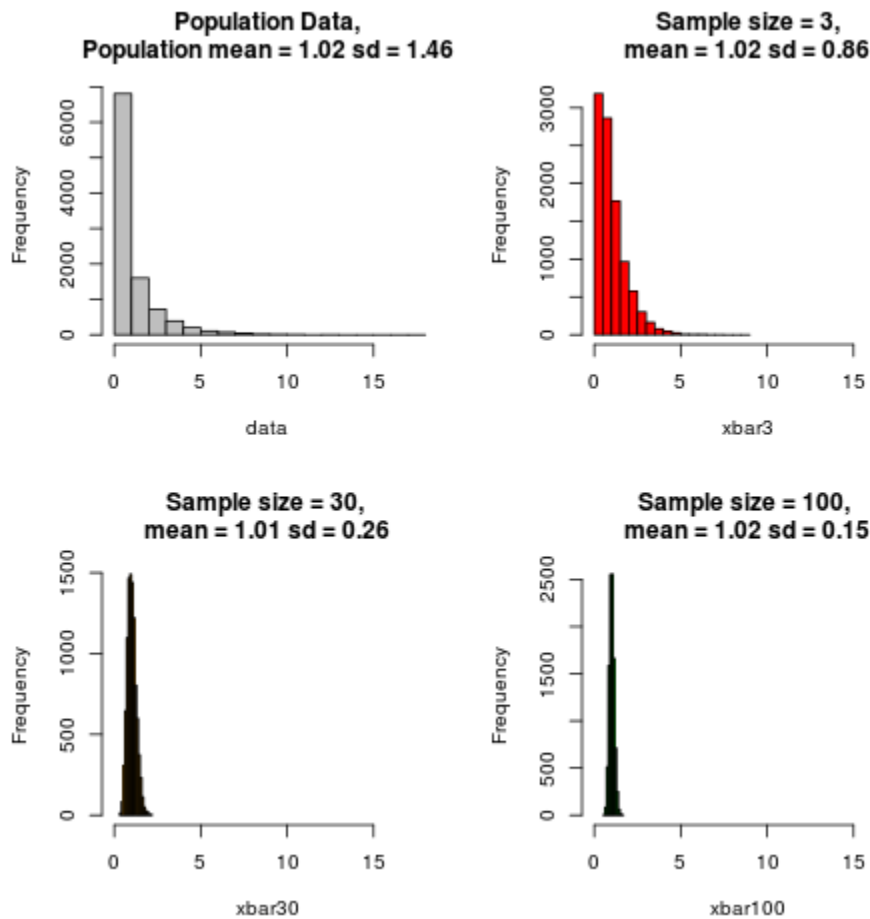 Population Data,
Population mean = 1.02 sd = 1.46
Frequency
6000
4000
2000
0
0 5 10 15
data
Sample size = 3,
mean = 1.02 sd = 0.86
Frequency
3000
2000
1000
0
0 5 10 15
xbar3
Sample size = 30,
mean = 1.01 sd = 0.26
Frequency
1500
1000
500
0
0 5 10 15
xbar30
Sample size = 100,
mean = 1.02 sd = 0.15
Frequency
2500
1500
500
0
0 5 10 15
xbar100